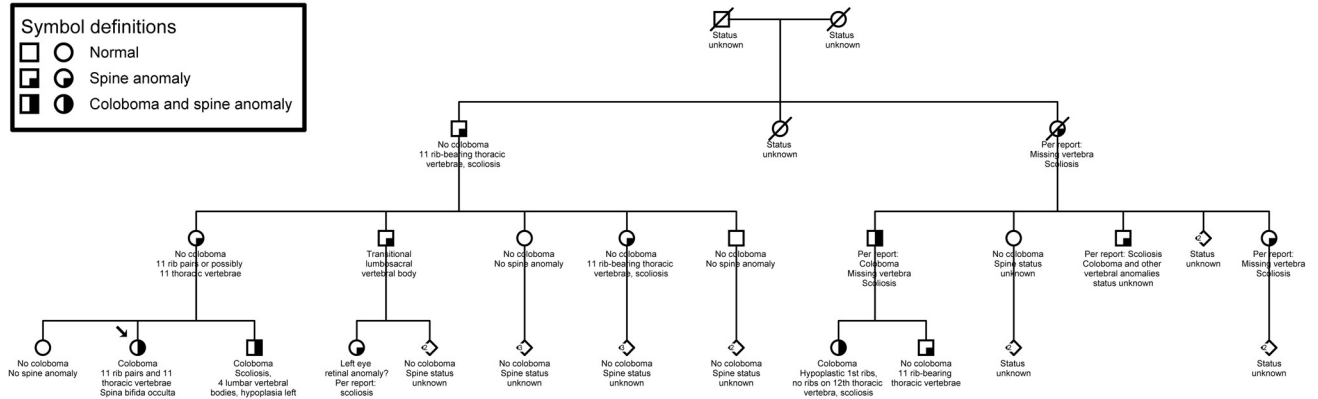 Symbol definitions
Normal
Spine anomaly
Coloboma and spine anomaly
Status
unknown
Status
unknown
No coloboma
11 rib-bearing thoracic
vertebrae, scoliosis
Status
unknown
Per report:
Missing vertebra
Scoliosis
No coloboma
11 rib pairs or possibly
11 thoracic vertebrae
Transitional
lumbosacral
vertebral body
No coloboma
No spine anomaly
No coloboma
11 rib-bearing thoracic
vertebrae, scoliosis
No coloboma
No spine anomaly
Per report:
Coloboma
Missing vertebra
Scoliosis
No coloboma
Spine status
unknown
Per report: Scoliosis
Coloboma and other
vertebral anomalies
status unknown
2
Status
unknown
Per report:
Missing vertebra
Scoliosis
No coloboma
No spine anomaly
Coloboma
11 rib pairs and 11
thoracic vertebrae
Spina bifida occulta
Coloboma
Scoliosis,
4 lumbar vertebral
bodies, hypoplasia left
Left eye
retinal anomaly?
Per report:
scoliosis
2
No coloboma
Spine status
unknown
3
No coloboma
Spine status
unknown
3
No coloboma
Spine status
unknown
2
No coloboma
Spine status
unknown
Coloboma
Hypoplastic 1st ribs,
no ribs on 12th thoracic
vertebra, scoliosis
No coloboma
11 rib-bearing
thoracic vertebrae
2
Status
unknown
2
Status
unknown